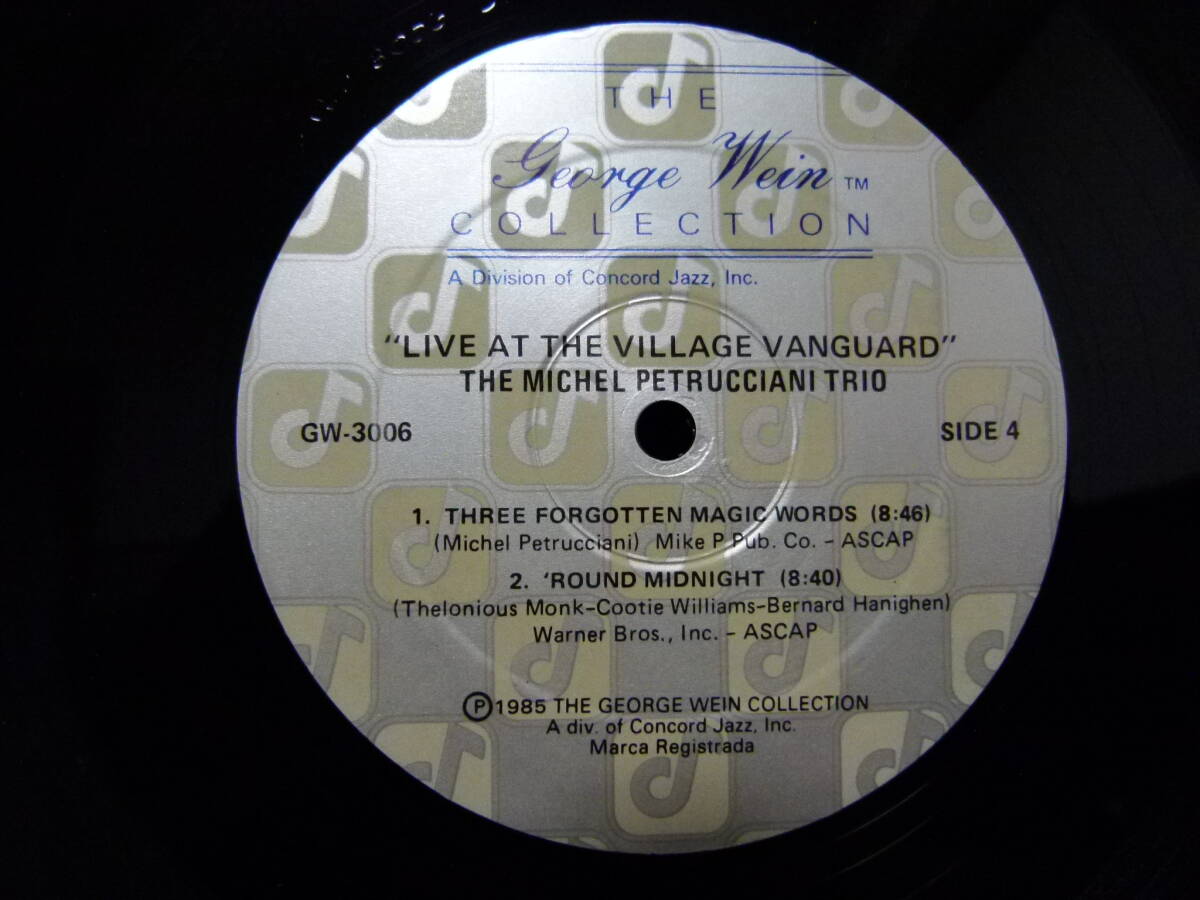 THE
George Wein TM
COLLECTION
A Division of Concord Jazz, Inc.
"LIVE AT THE VILLAGE VANGUARD"
THE MICHEL PETRUCCIANI TRIO
GW-3006
SIDE 4
1. THREE FORGOTTEN MAGIC WORDS (8:46)
(Michel Petrucciani) Mike P Pub. Co. - ASCAP
2. 'ROUND MIDNIGHT (8:40)
(Thelonious Monk-Cootie Williams-Bernard Hanighen)
Warner Bros., Inc. - ASCAP
Ⓟ1985 THE GEORGE WEIN COLLECTION
A div. of Concord Jazz, Inc.
Marca Registrada